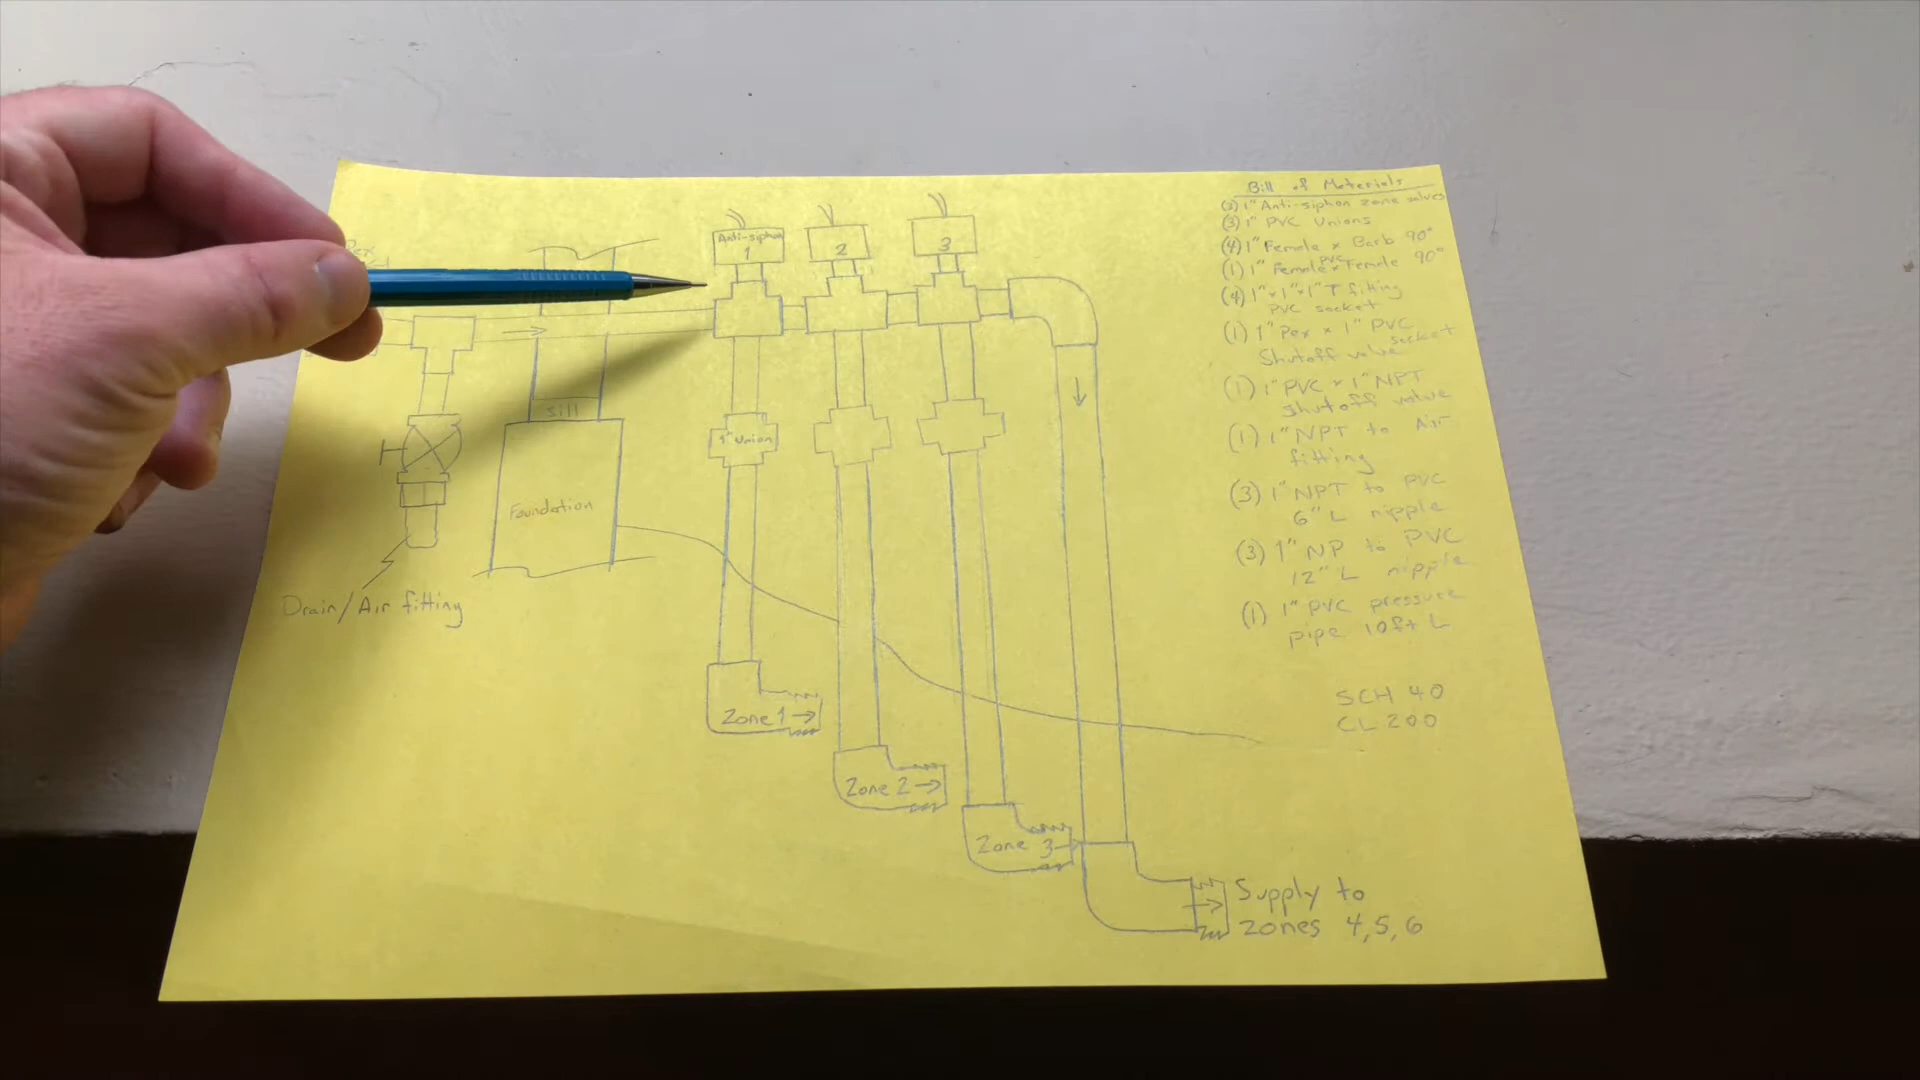 Pex
Anti-siphon
1
2
3
sill
1" Union
Foundation
Drain/Air fitting
Zone 1
Zone 2
Zone 3
Supply to
zones 4,5,6
Bill of Materials
1" Anti-siphon zone valves
(3) 1" PVC Unions
(4) 1" Female x Barb 90°
PVC
(1) 1" Female x Female 90°
(4) 1"x1"x1" T fitting
PVC socket
(1) 1" Pex x 1" PVC
socket
Shutoff valve
(1) 1" PVC x 1" NPT
Shutoff valve
(1) 1" NPT to Air
fitting
(3) 1" NPT to PVC
6" L nipple
(3) 1" NP to PVC
12" L nipple
(1) 1" PVC pressure
pipe 10ft L
SCH 40
CL 200